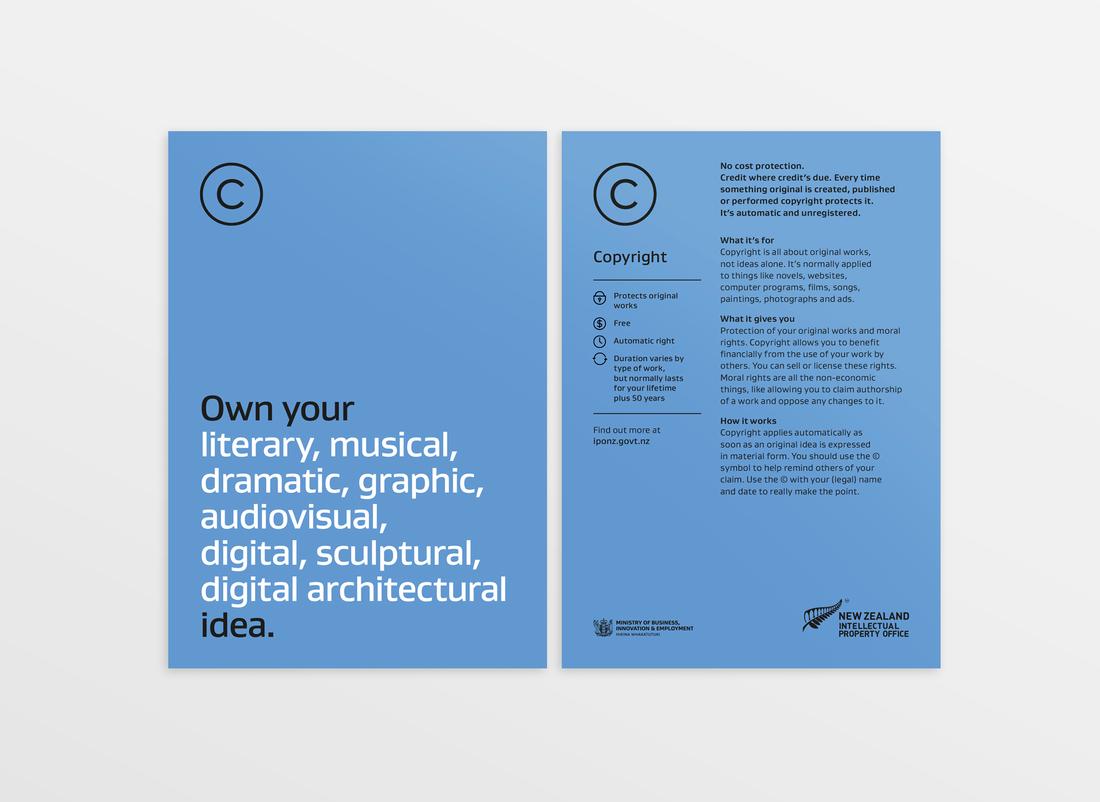 ©
Own your
literary, musical,
dramatic, graphic,
audiovisual,
digital, sculptural,
digital architectural
idea.
©
Copyright
Protects original
works
Free
Automatic right
Duration varies by
type of work,
but normally lasts
for your lifetime
plus 50 years
Find out more at
iponz.govt.nz
No cost protection.
Credit where credit’s due. Every time
something original is created, published
or performed copyright protects it.
It’s automatic and unregistered.
What it’s for
Copyright is all about original works,
not ideas alone. It’s normally applied
to things like novels, websites,
computer programs, films, songs,
paintings, photographs and ads.
What it gives you
Protection of your original works and moral
rights. Copyright allows you to benefit
financially from the use of your work by
others. You can sell or license these rights.
Moral rights are all the non-economic
things, like allowing you to claim authorship
of a work and oppose any changes to it.
How it works
Copyright applies automatically as
soon as an original idea is expressed
in material form. You should use the ©
symbol to help remind others of your
claim. Use the © with your (legal) name
and date to really make the point.
MINISTRY OF BUSINESS,
INNOVATION & EMPLOYMENT
HĪKINA WHAKATUTUKI
NEW ZEALAND
INTELLECTUAL
PROPERTY OFFICE